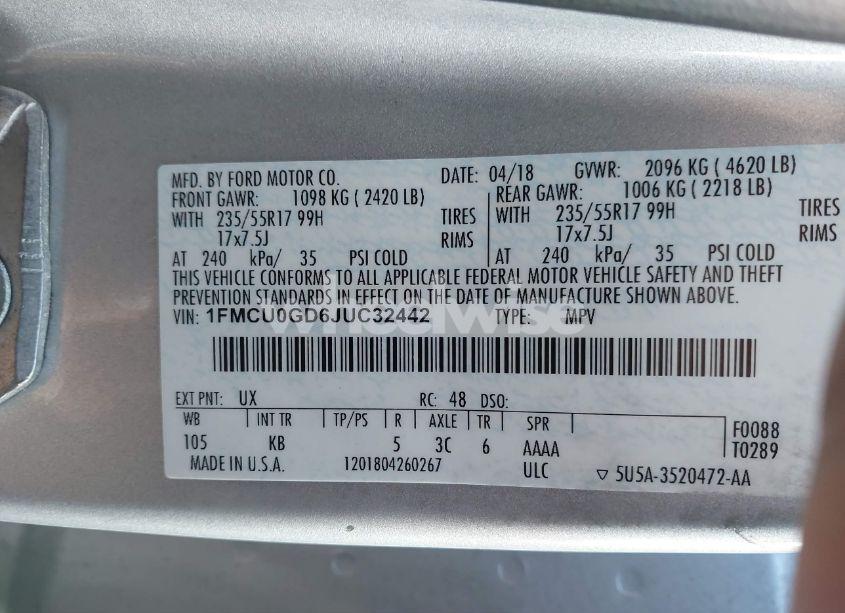 MFD. BY FORD MOTOR CO. DATE: 04/18 GVWR: 2096 KG ( 4620 LB)
FRONT GAWR: 1098 KG ( 2420 LB) REAR GAWR: 1006 KG ( 2218 LB)
WITH 235/55R17 99H TIRES WITH 235/55R17 99H TIRES
17x7.5J RIMS 17x7.5J RIMS
AT 240 kPa/ 35 PSI COLD AT 240 kPa/ 35 PSI COLD
THIS VEHICLE CONFORMS TO ALL APPLICABLE FEDERAL MOTOR VEHICLE SAFETY AND THEFT
PREVENTION STANDARDS IN EFFECT ON THE DATE OF MANUFACTURE SHOWN ABOVE.
VIN: 1FMCU0GD6JUC32442 TYPE: MPV
wheelwise
EXT PNT: UX RC: 48 DSO:
WB INT TR TP/PS R AXLE TR SPR F0088
105 KB 5 3C 6 AAAA T0289
MADE IN U.S.A. 1201804260267 ULC ▽ 5U5A-3520472-AA